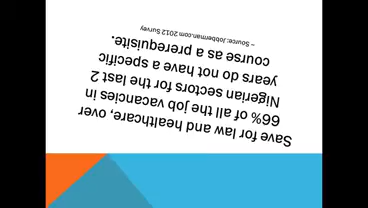 Save for law and healthcare, over
66% of all the job vacancies in
Nigerian sectors for the last 2
years do not have a specific
course as a prerequisite.
– Source: Jobberman.com 2012 Survey